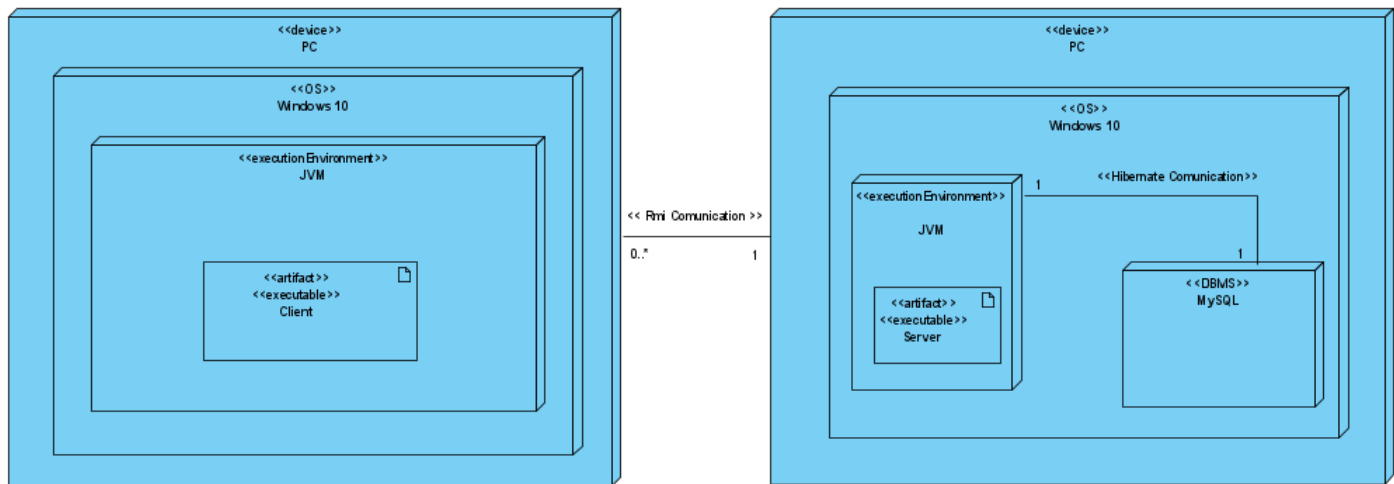 <<device>>
PC
<<OS>>
Windows 10
<<executionEnvironment>>
JVM
<<artifact>>
<<executable>>
Client
<< Rmi Comunication >>
0..*
1
<<device>>
PC
<<OS>>
Windows 10
<<executionEnvironment>>
JVM
<<artifact>>
<<executable>>
Server
1
<<Hibernate Comunication>>
1
<<DBMS>>
MySQL